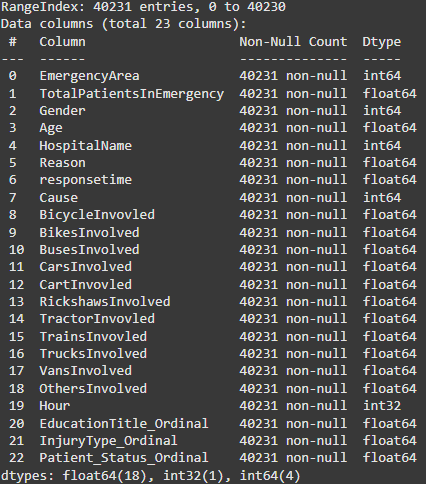 RangeIndex: 40231 entries, 0 to 40230
Data columns (total 23 columns):
 #   Column                    Non-Null Count  Dtype
---  ------                    --------------  -----
 0   EmergencyArea             40231 non-null  int64
 1   TotalPatientsInEmergency  40231 non-null  float64
 2   Gender                    40231 non-null  int64
 3   Age                       40231 non-null  float64
 4   HospitalName              40231 non-null  int64
 5   Reason                    40231 non-null  float64
 6   responsetime              40231 non-null  float64
 7   Cause                     40231 non-null  int64
 8   BicycleInvovled           40231 non-null  float64
 9   BikesInvolved             40231 non-null  float64
 10  BusesInvolved             40231 non-null  float64
 11  CarsInvolved              40231 non-null  float64
 12  CartInvovled              40231 non-null  float64
 13  RickshawsInvolved         40231 non-null  float64
 14  TractorInvovled           40231 non-null  float64
 15  TrainsInvovled            40231 non-null  float64
 16  TrucksInvolved            40231 non-null  float64
 17  VansInvolved              40231 non-null  float64
 18  OthersInvolved            40231 non-null  float64
 19  Hour                      40231 non-null  int32
 20  EducationTitle_Ordinal    40231 non-null  float64
 21  InjuryType_Ordinal        40231 non-null  float64
 22  Patient_Status_Ordinal    40231 non-null  float64
dtypes: float64(18), int32(1), int64(4)